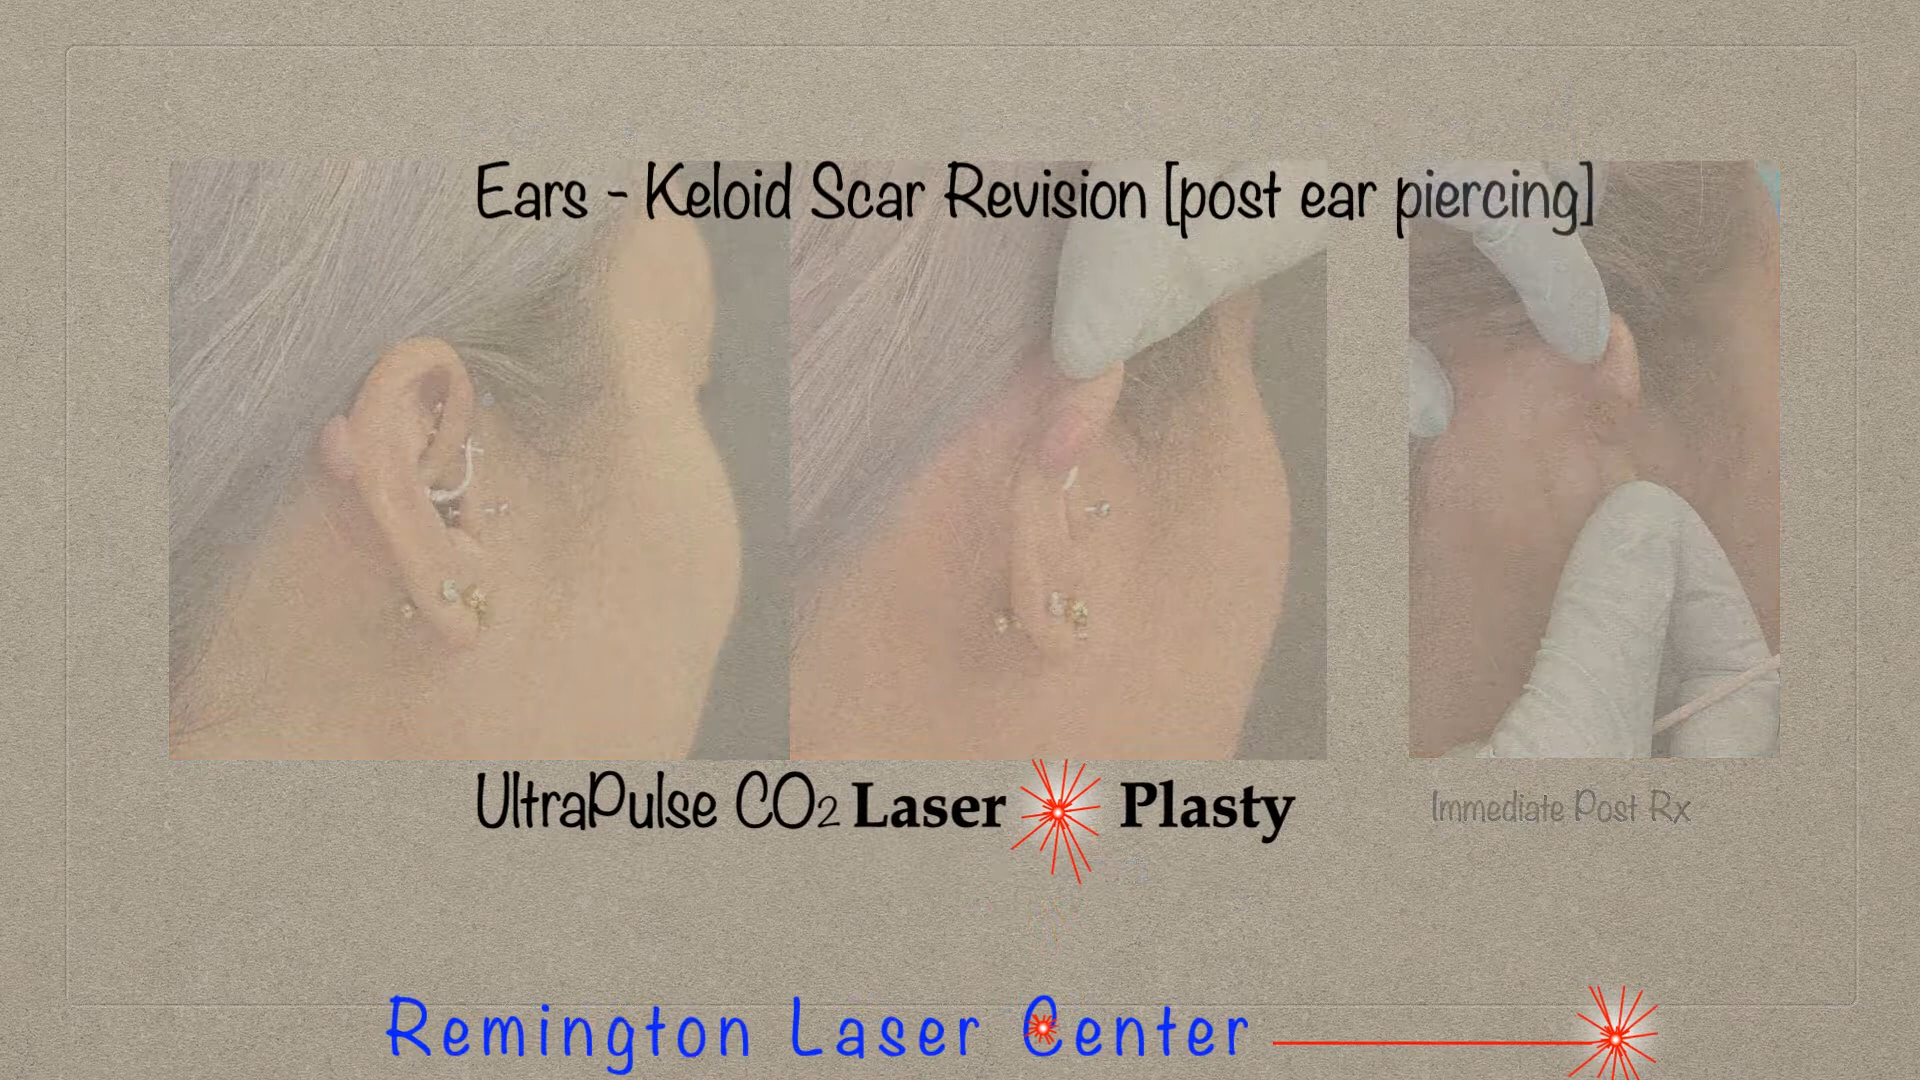 Ears - Keloid Scar Revision [post ear piercing]
UltraPulse CO2 Laser Plasty
Immediate Post Rx
Remington Laser Center